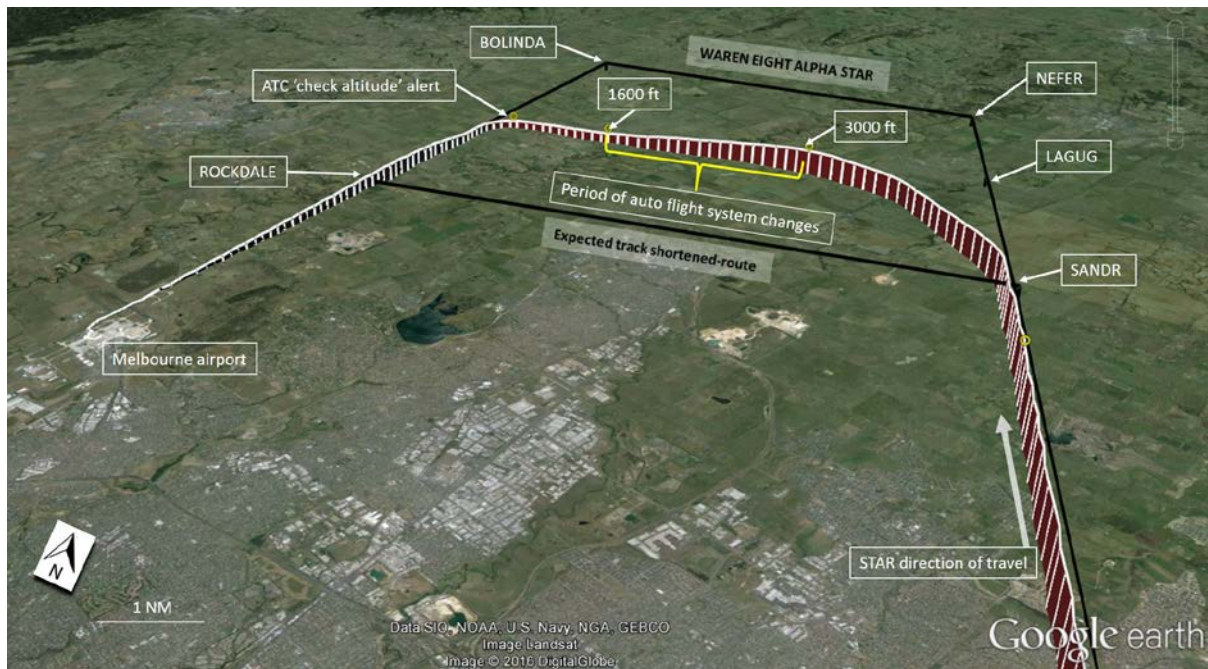 BOLINDA
WAREN EIGHT ALPHA STAR
NEFER
ATC ‘check altitude’ alert
1600 ft
3000 ft
LAGUG
ROCKDALE
Period of auto flight system changes
Expected track shortened-route
SANDR
Melbourne airport
STAR direction of travel
N
1 NM
Data SIO, NOAA, U.S. Navy, NGA, GEBCO
Image Landsat
Image © 2016 DigitalGlobe
Google earth